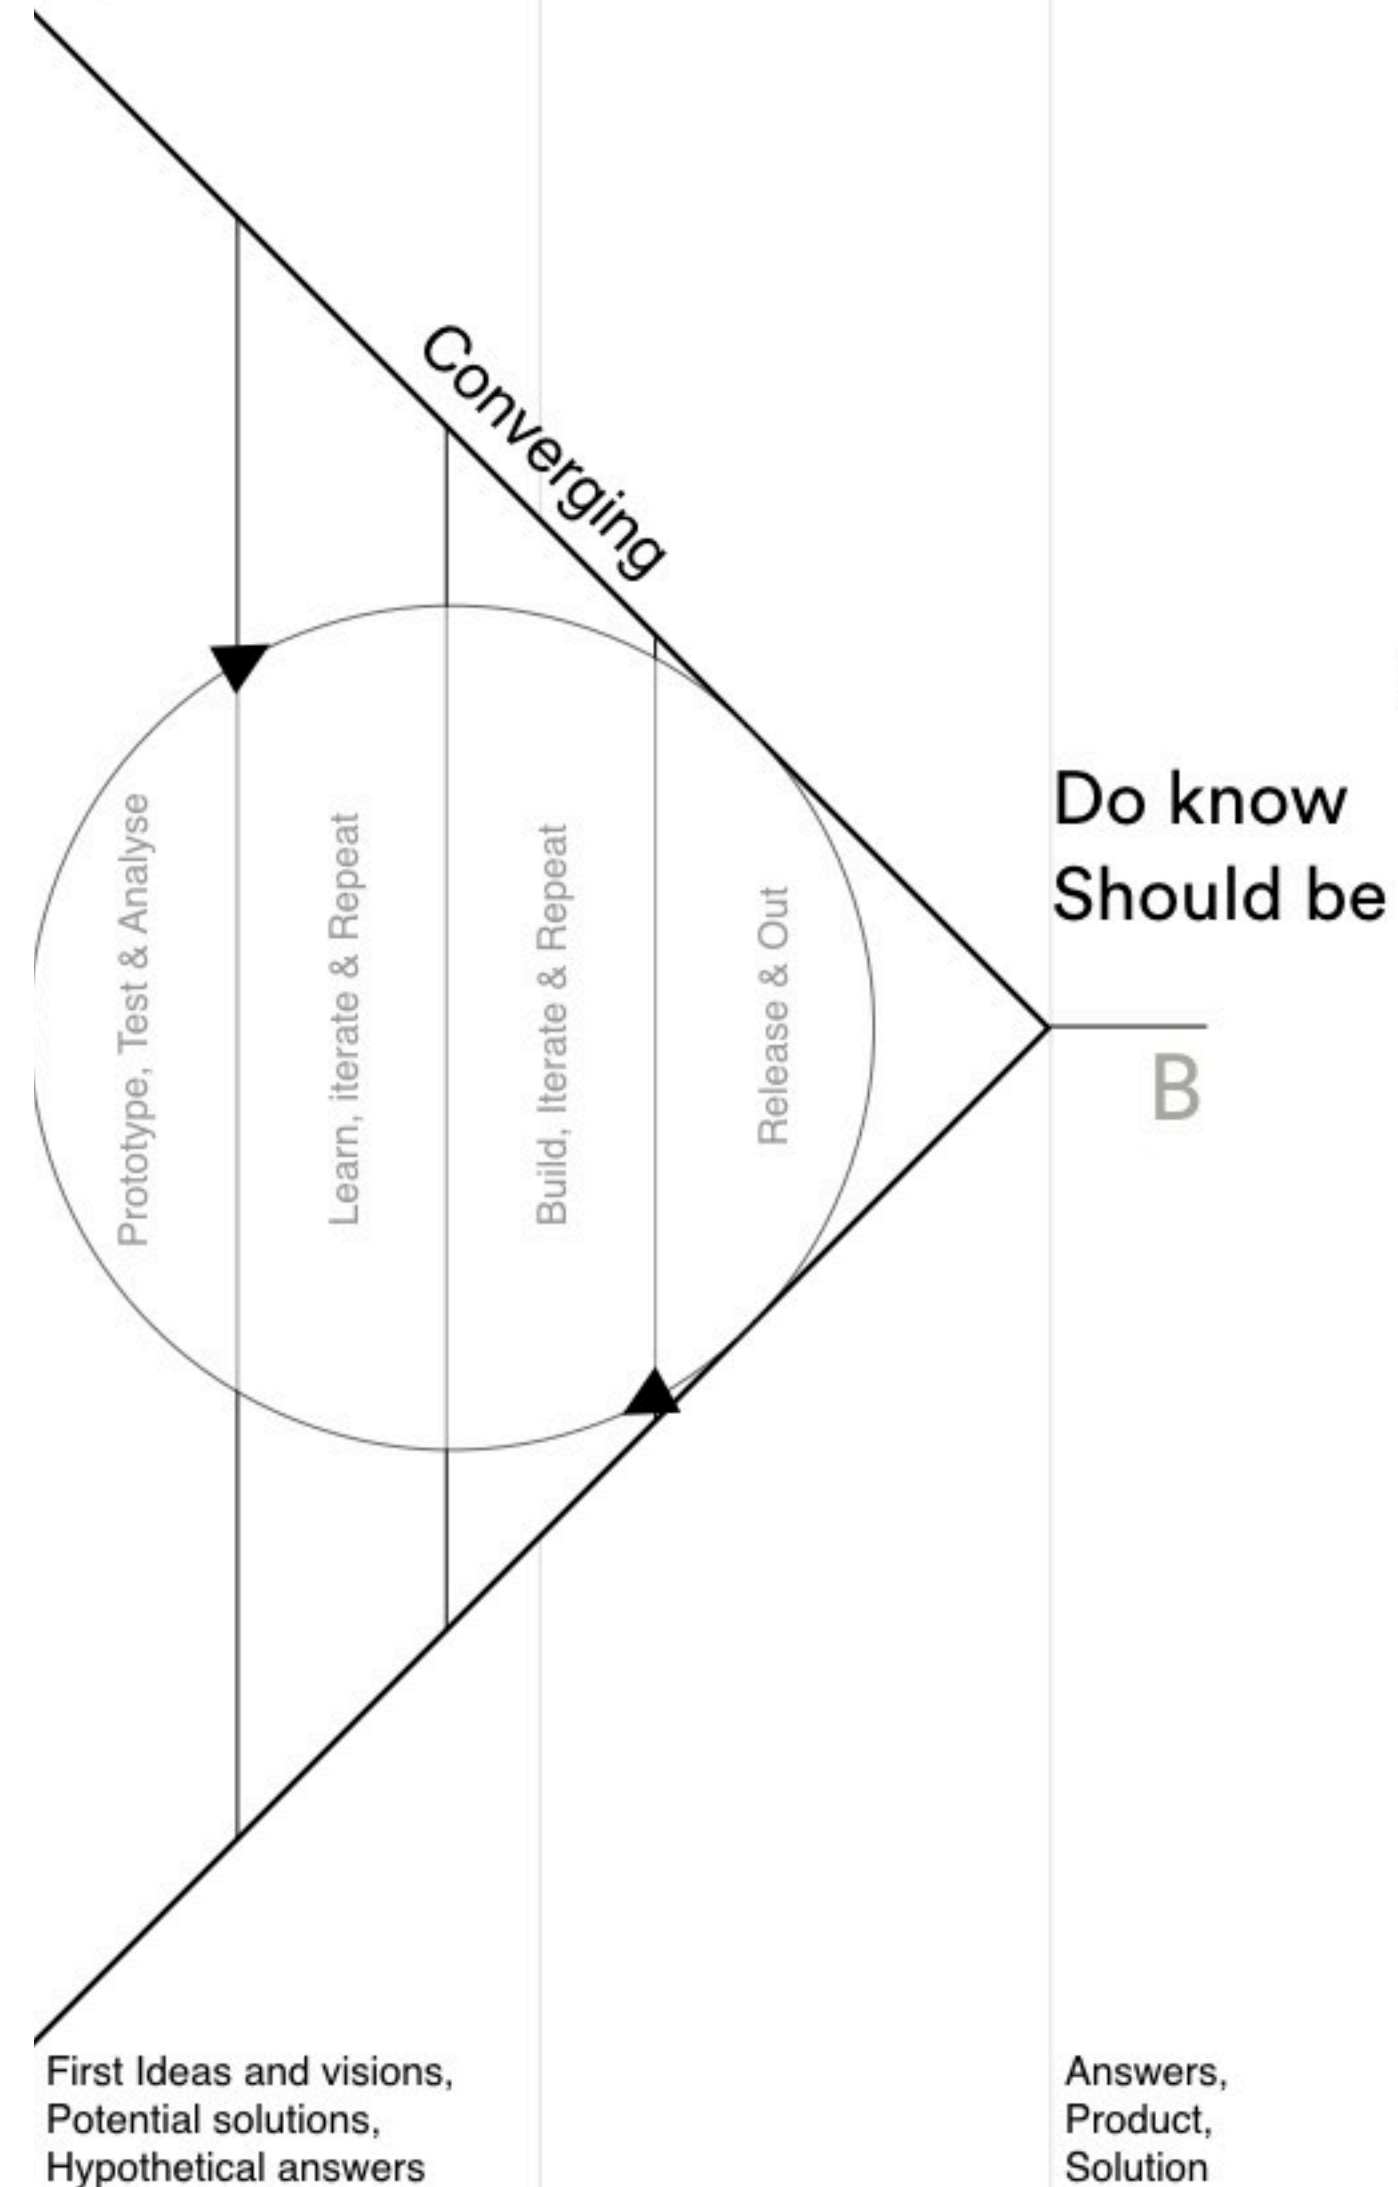 Converging
Do know
Should be
B
Prototype, Test & Analyse
Learn, iterate & Repeat
Build, Iterate & Repeat
Release & Out
First Ideas and visions,
Potential solutions,
Hypothetical answers
Answers,
Product,
Solution